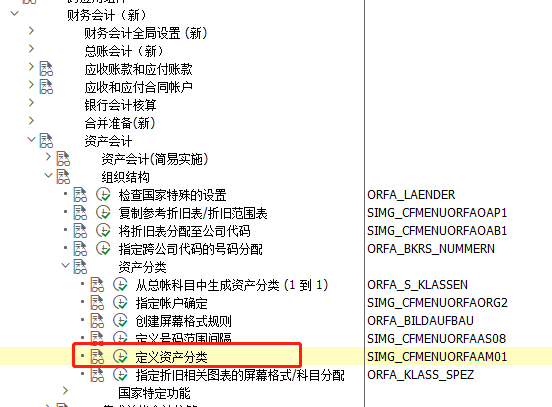 财务会计（新）
财务会计全局设置 (新)
总账会计（新）
应收账款和应付账款
应收和应付合同帐户
银行会计核算
合并准备(新)
资产会计
资产会计(简易实施)
组织结构
检查国家特殊的设置 ORFA_LAENDER
复制参考折旧表/折旧范围表 SIMG_CFMENUORFAOAP1
将折旧表分配至公司代码 SIMG_CFMENUORFAOAB1
指定跨公司代码的号码分配 ORFA_BKRS_NUMMERN
资产分类
从总帐科目中生成资产分类 (1 到 1) ORFA_S_KLASSEN
指定帐户确定 SIMG_CFMENUORFAORG2
创建屏幕格式规则 ORFA_BILDAUFBAU
定义号码范围间隔 SIMG_CFMENUORFAAS08
定义资产分类 SIMG_CFMENUORFAAM01
指定折旧相关图表的屏幕格式/科目分配 ORFA_KLASS_SPEZ
国家特定功能